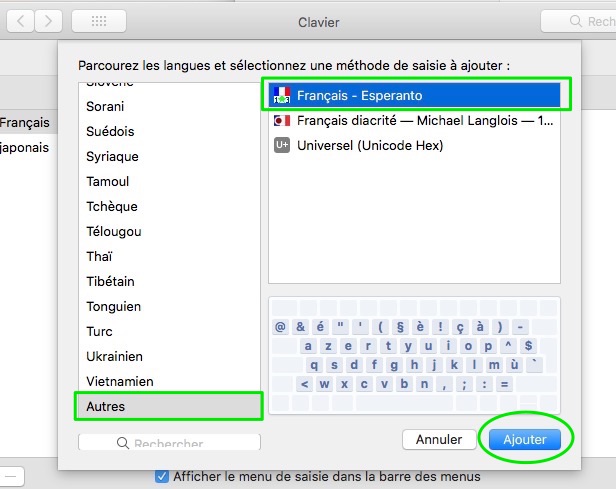 Clavier
Rech
Parcourez les langues et sélectionnez une méthode de saisie à ajouter :
Slovène
Sorani
Suédois
Syriaque
Tamoul
Tchèque
Télougou
Thaï
Tibétain
Tonguien
Turc
Ukrainien
Vietnamien
Autres
Rechercher
Français
japonais
Français - Esperanto
Français diacrité — Michael Langlois — 1...
U+ Universel (Unicode Hex)
@ & é " ' ( § è ! ç à ) -
a z e r t y u i o p ^ $
q s d f g h j k l m ù `
< w x c v b n , ; : =
Annuler
Ajouter
Afficher le menu de saisie dans la barre des menus